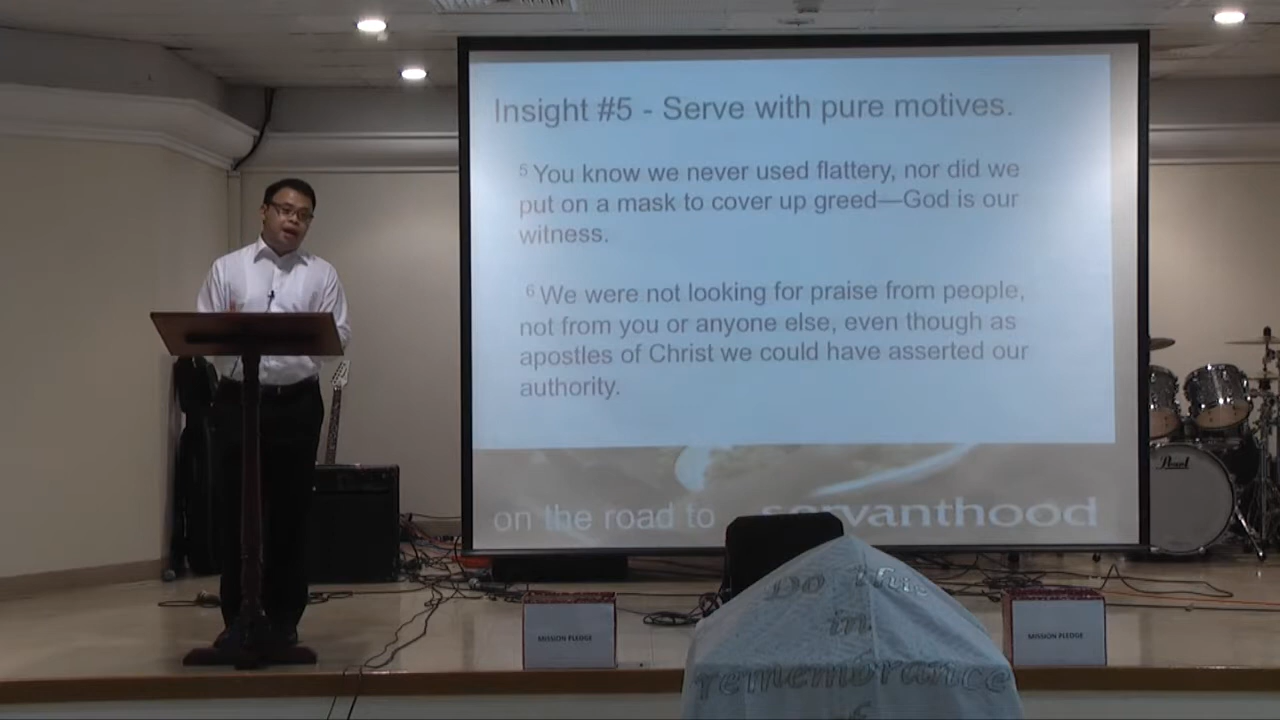 Insight #5 - Serve with pure motives.
5 You know we never used flattery, nor did we
put on a mask to cover up greed—God is our
witness.
6 We were not looking for praise from people,
not from you or anyone else, even though as
apostles of Christ we could have asserted our
authority.
on the road to servanthood
Pearl
MISSION PLEDGE
MISSION PLEDGE
Do This
in
remembrance
of